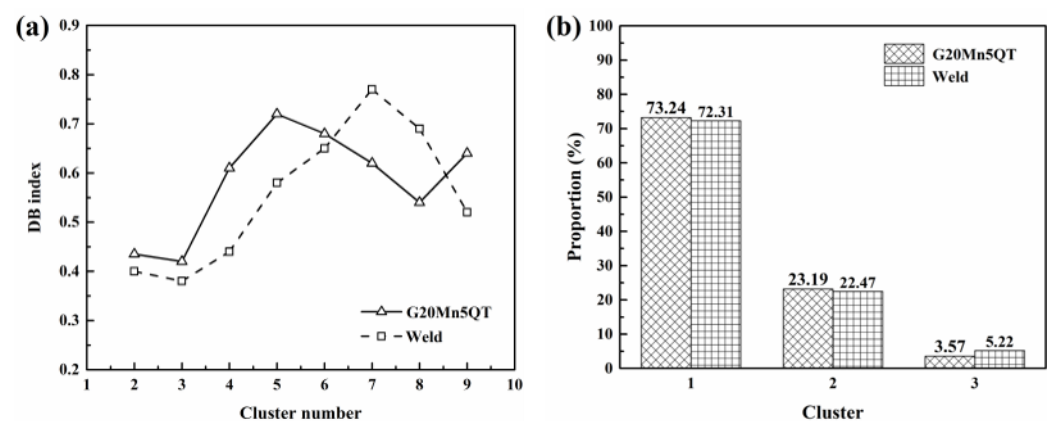 (a)
0.9
0.8
0.7
0.6
0.5
0.4
0.3
0.2
DB index
G20Mn5QT
Weld
1 2 3 4 5 6 7 8 9 10
Cluster number
(b)
100
90
80
70
60
50
40
30
20
10
0
Proportion (%)
G20Mn5QT
Weld
73.24 72.31
23.19 22.47
3.57 5.22
1 2 3
Cluster